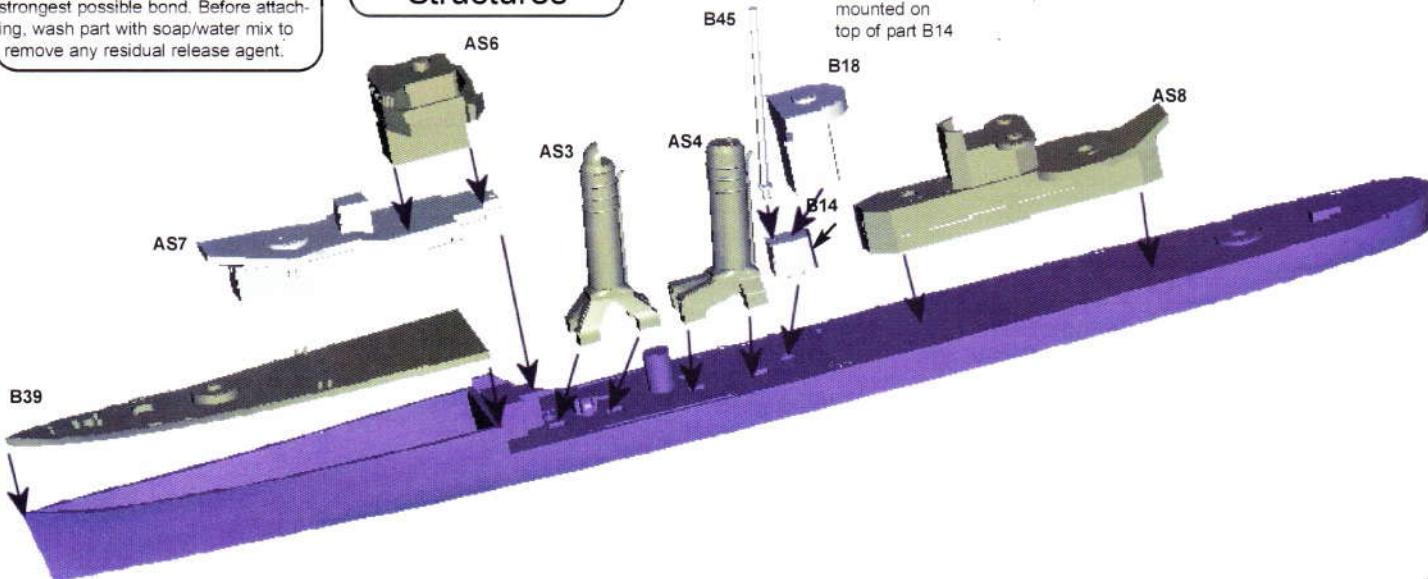 strongest possible bond. Before attach-
ing, wash part with soap/water mix to
remove any residual release agent.
Structures
mounted on
top of part B14
B45
AS6
B18
AS8
AS3
AS4
B14
AS7
B39